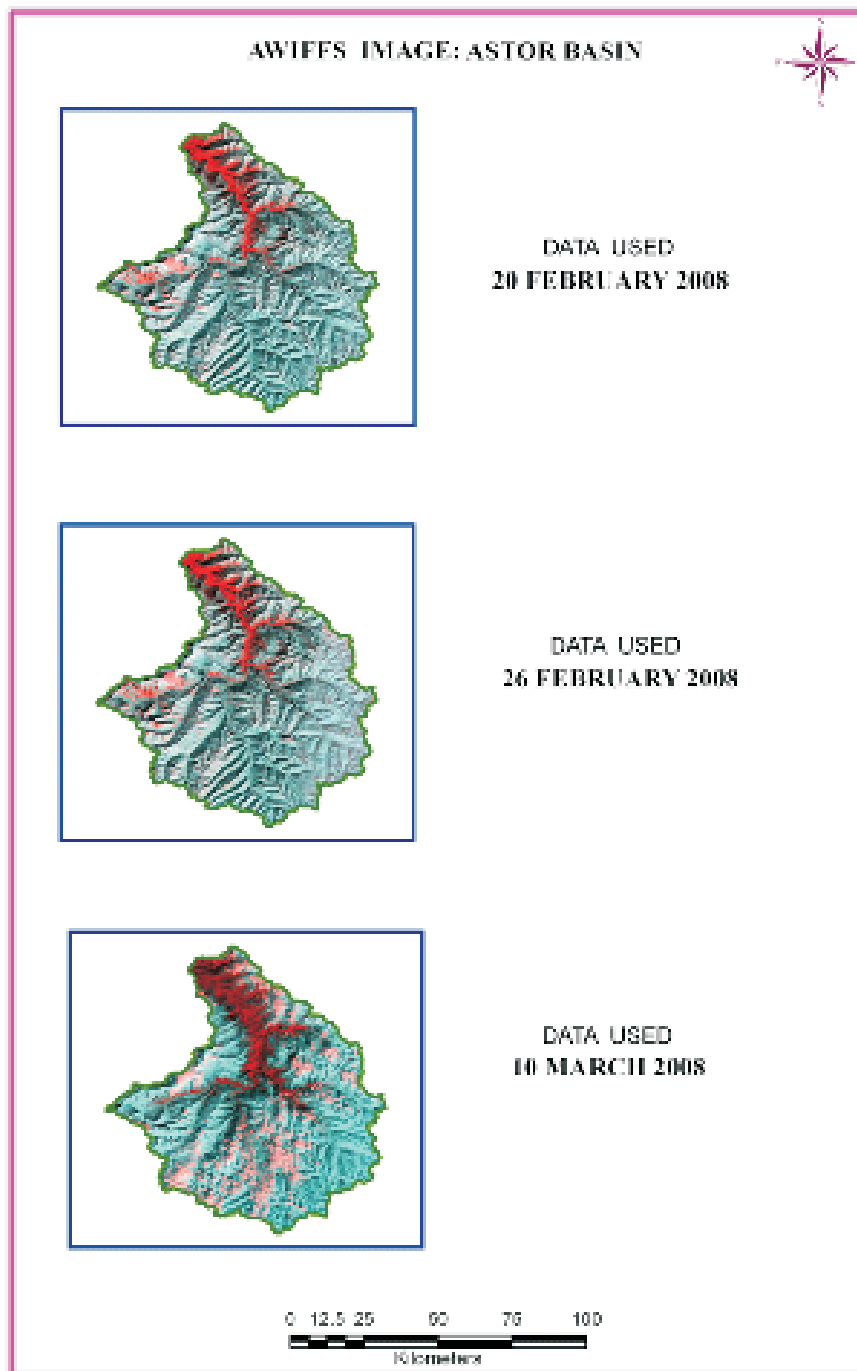 AWIFFS IMAGE: ASTOR BASIN
DATA USED
20 FEBRUARY 2008
DATA USED
26 FEBRUARY 2008
DATA USED
10 MARCH 2008
0 12.5 25 50 75 100
Kilometers